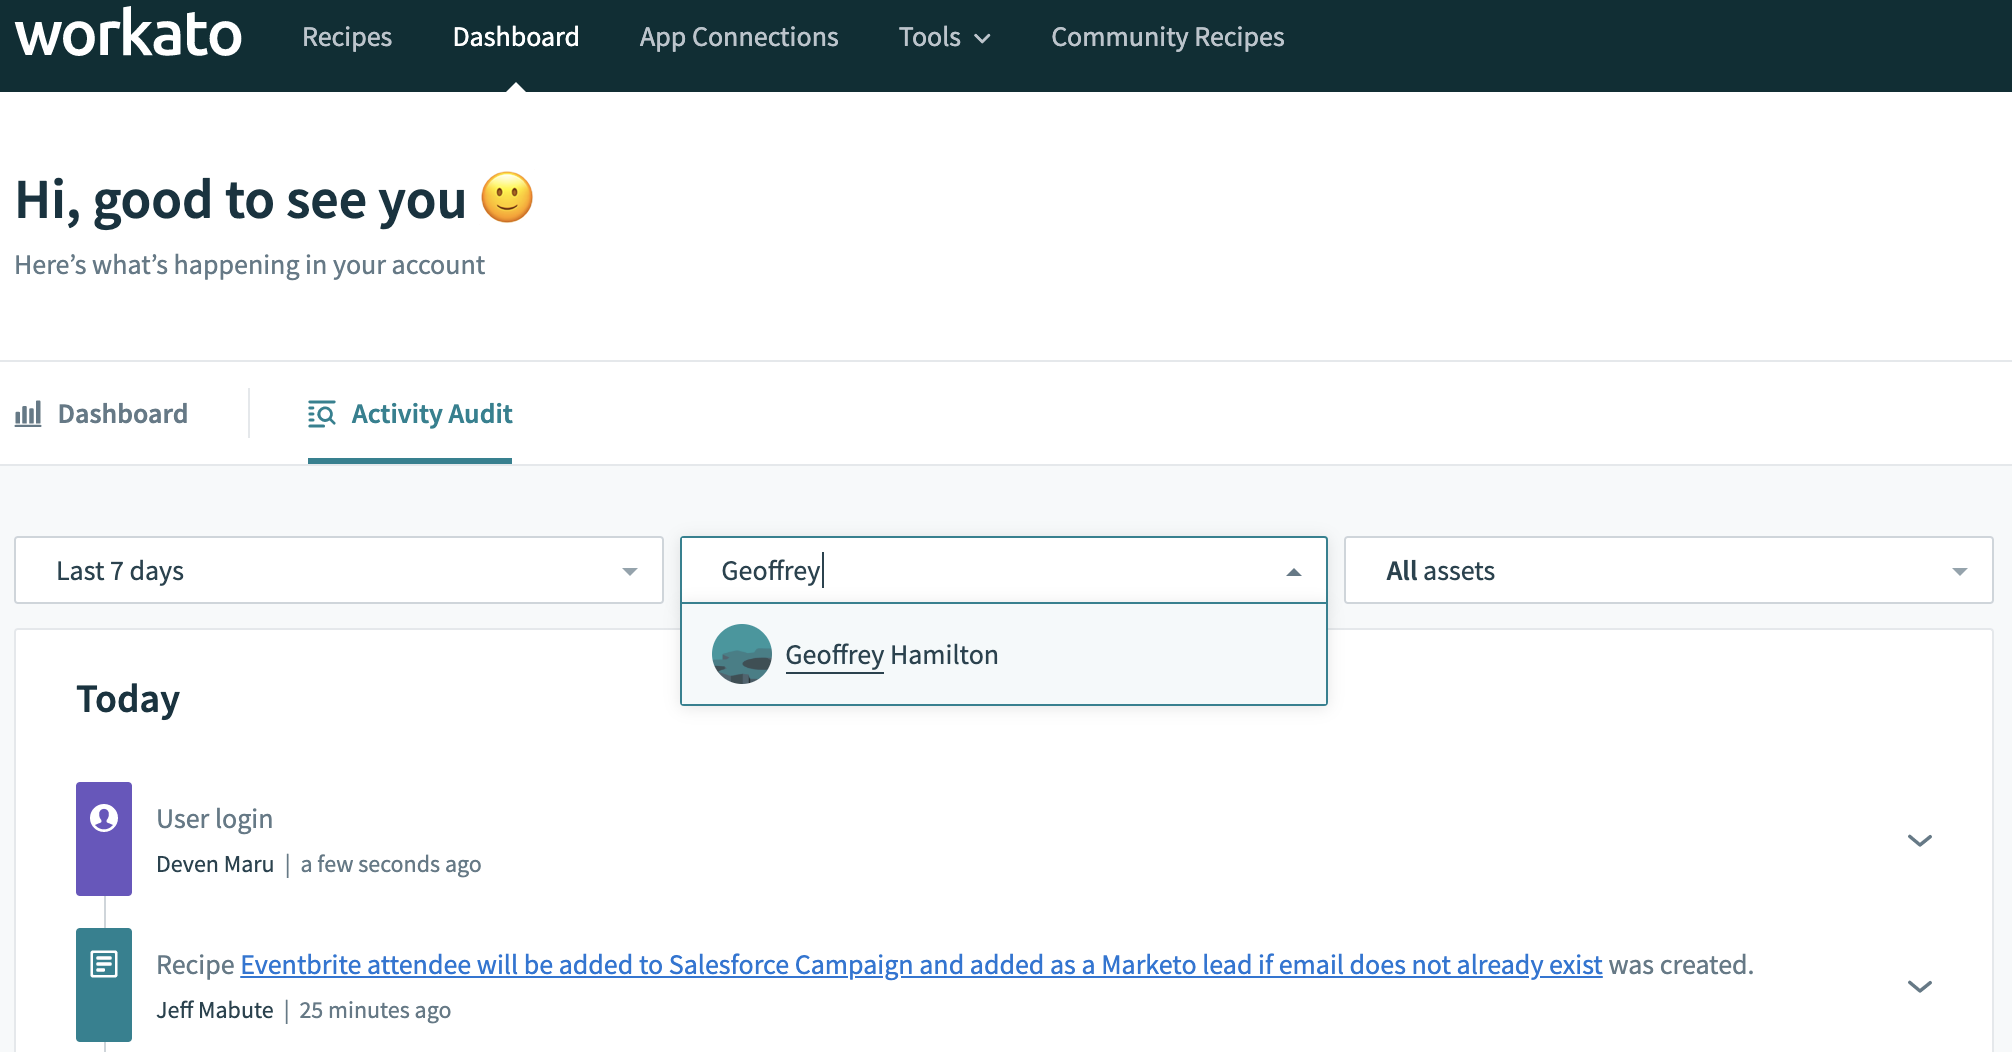 workato Recipes Dashboard App Connections Tools Community Recipes
Hi, good to see you
Here’s what’s happening in your account
Dashboard Activity Audit
Last 7 days Geoffrey All assets
Geoffrey Hamilton
Today
User login
Deven Maru | a few seconds ago
Recipe Eventbrite attendee will be added to Salesforce Campaign and added as a Marketo lead if email does not already exist was created.
Jeff Mabute | 25 minutes ago